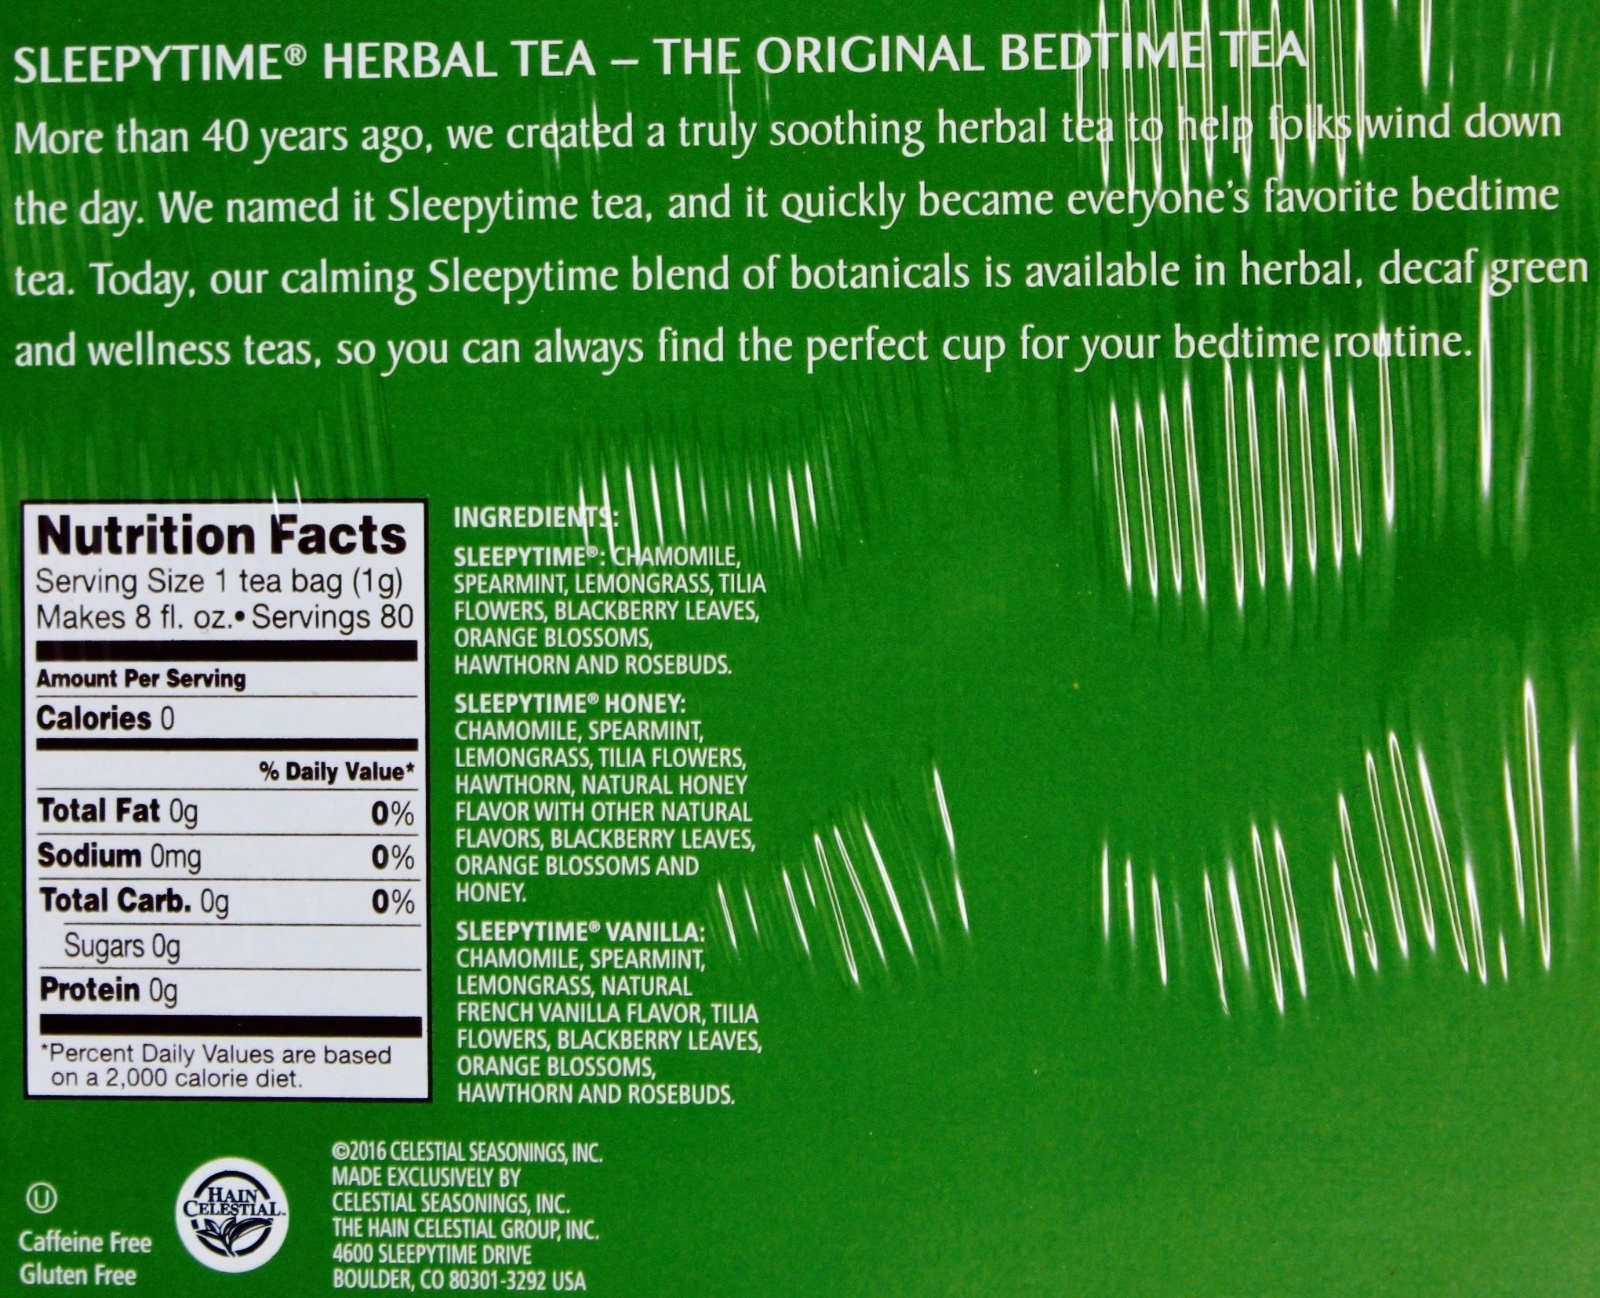 SLEEPYTIME® HERBAL TEA – THE ORIGINAL BEDTIME TEA
More than 40 years ago, we created a truly soothing herbal tea to help folks wind down
the day. We named it Sleepytime tea, and it quickly became everyone's favorite bedtime
tea. Today, our calming Sleepytime blend of botanicals is available in herbal, decaf green
and wellness teas, so you can always find the perfect cup for your bedtime routine.
Nutrition Facts
Serving Size 1 tea bag (1g)
Makes 8 fl. oz.• Servings 80
Amount Per Serving
Calories 0
% Daily Value*
Total Fat 0g 0%
Sodium 0mg 0%
Total Carb. 0g 0%
Sugars 0g
Protein 0g
*Percent Daily Values are based
on a 2,000 calorie diet.
INGREDIENTS:
SLEEPYTIME®: CHAMOMILE,
SPEARMINT, LEMONGRASS, TILIA
FLOWERS, BLACKBERRY LEAVES,
ORANGE BLOSSOMS,
HAWTHORN AND ROSEBUDS.
SLEEPYTIME® HONEY:
CHAMOMILE, SPEARMINT,
LEMONGRASS, TILIA FLOWERS,
HAWTHORN, NATURAL HONEY
FLAVOR WITH OTHER NATURAL
FLAVORS, BLACKBERRY LEAVES,
ORANGE BLOSSOMS AND
HONEY.
SLEEPYTIME® VANILLA:
CHAMOMILE, SPEARMINT,
LEMONGRASS, NATURAL
FRENCH VANILLA FLAVOR, TILIA
FLOWERS, BLACKBERRY LEAVES,
ORANGE BLOSSOMS,
HAWTHORN AND ROSEBUDS.
U
Caffeine Free
Gluten Free
HAIN
CELESTIAL™
©2016 CELESTIAL SEASONINGS, INC.
MADE EXCLUSIVELY BY
CELESTIAL SEASONINGS, INC.
THE HAIN CELESTIAL GROUP, INC.
4600 SLEEPYTIME DRIVE
BOULDER, CO 80301-3292 USA